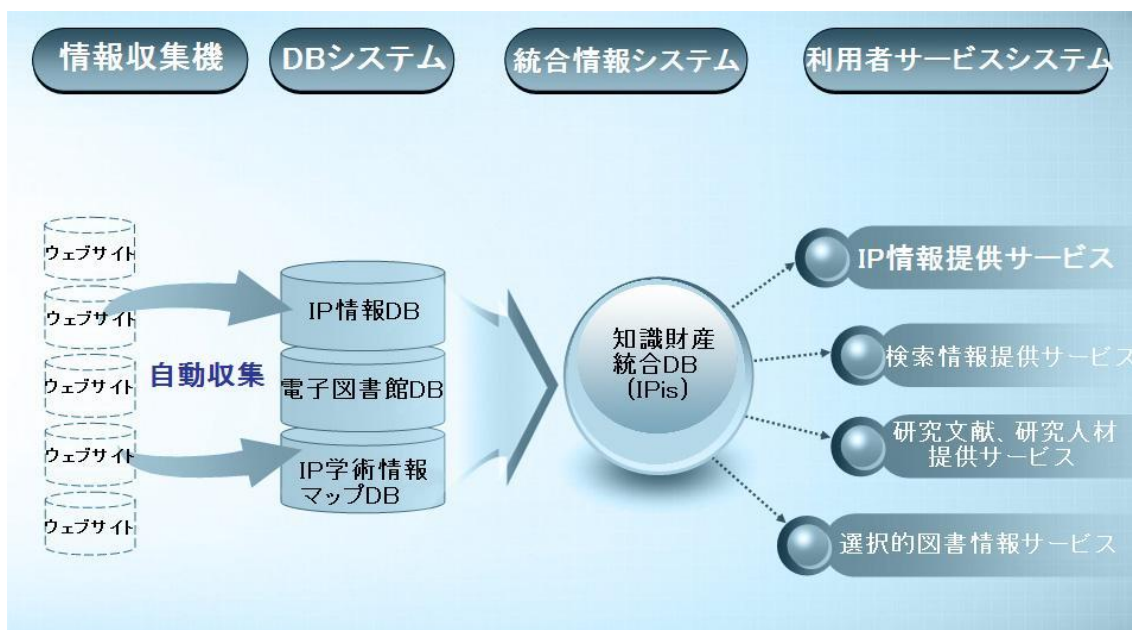 情報収集機
DBシステム
統合情報システム
利用者サービスシステム
ウェブサイト
ウェブサイト
ウェブサイト
ウェブサイト
ウェブサイト
自動収集
IP情報DB
電子図書館DB
IP学術情報
マップDB
知識財産
統合DB
(IPis)
IP情報提供サービス
検索情報提供サービス
研究文献、研究人材
提供サービス
選択的図書情報サービス